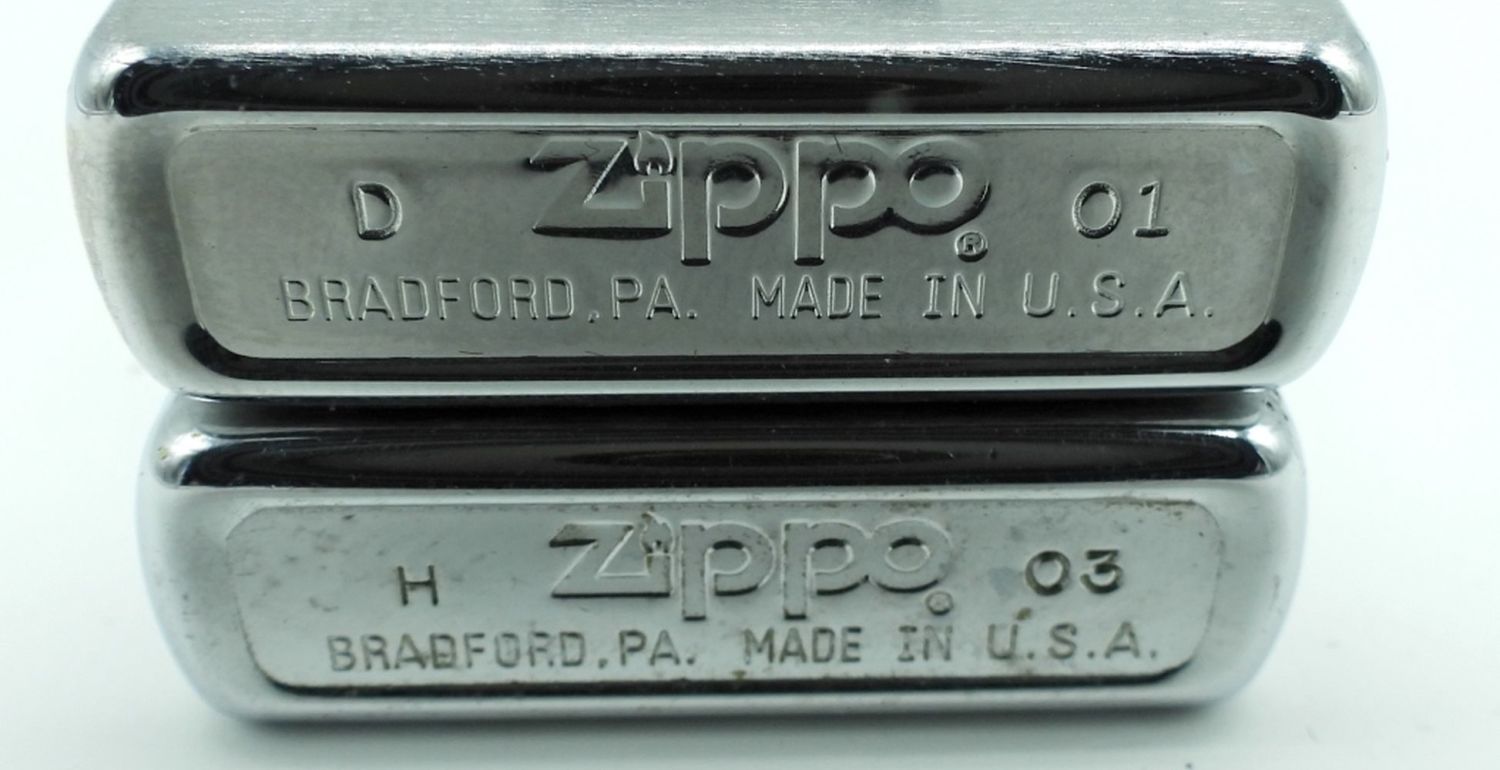 D Zippo® 01
BRADFORD, PA. MADE IN U.S.A.
H Zippo® 03
BRADFORD, PA. MADE IN U.S.A.